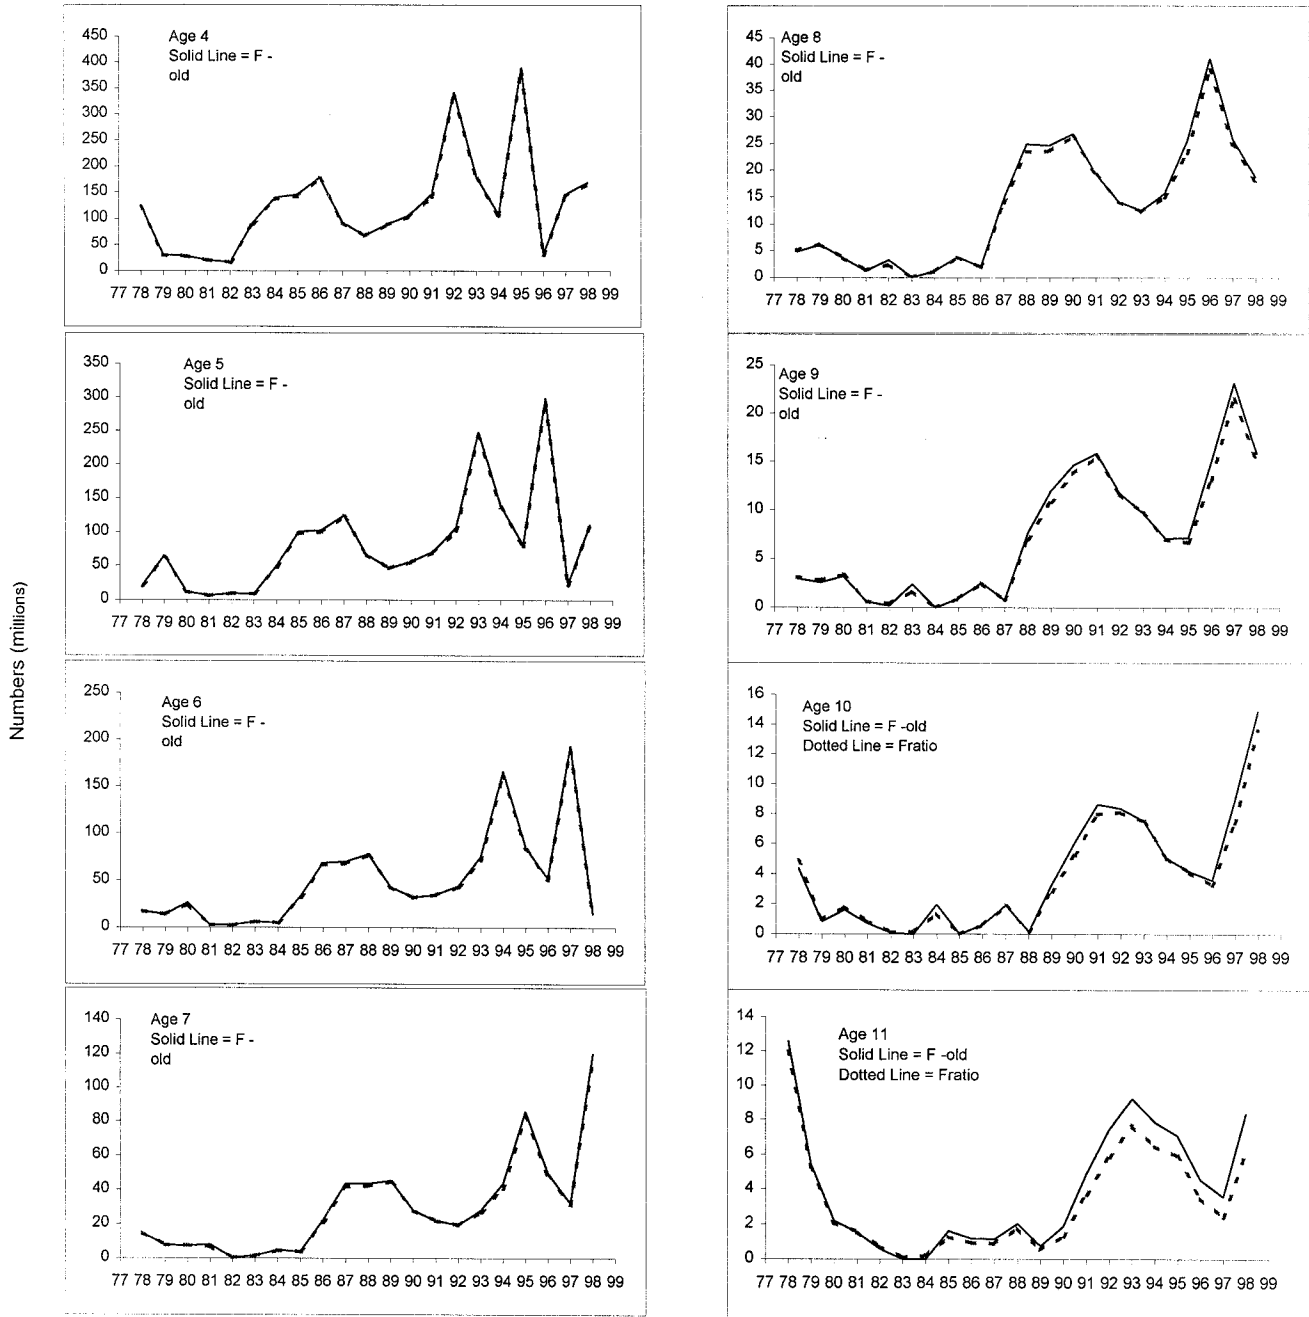 Numbers (millions)
Age 4
Solid Line = F -
old
450
400
350
300
250
200
150
100
50
0
77 78 79 80 81 82 83 84 85 86 87 88 89 90 91 92 93 94 95 96 97 98 99
Age 5
Solid Line = F -
old
350
300
250
200
150
100
50
0
77 78 79 80 81 82 83 84 85 86 87 88 89 90 91 92 93 94 95 96 97 98 99
Age 6
Solid Line = F -
old
250
200
150
100
50
0
77 78 79 80 81 82 83 84 85 86 87 88 89 90 91 92 93 94 95 96 97 98 99
Age 7
Solid Line = F -
old
140
120
100
80
60
40
20
0
77 78 79 80 81 82 83 84 85 86 87 88 89 90 91 92 93 94 95 96 97 98 99
Age 8
Solid Line = F -
old
45
40
35
30
25
20
15
10
5
0
77 78 79 80 81 82 83 84 85 86 87 88 89 90 91 92 93 94 95 96 97 98 99
Age 9
Solid Line = F -
old
25
20
15
10
5
0
77 78 79 80 81 82 83 84 85 86 87 88 89 90 91 92 93 94 95 96 97 98 99
Age 10
Solid Line = F -old
Dotted Line = Fratio
16
14
12
10
8
6
4
2
0
77 78 79 80 81 82 83 84 85 86 87 88 89 90 91 92 93 94 95 96 97 98 99
Age 11
Solid Line = F -old
Dotted Line = Fratio
14
12
10
8
6
4
2
0
77 78 79 80 81 82 83 84 85 86 87 88 89 90 91 92 93 94 95 96 97 98 99